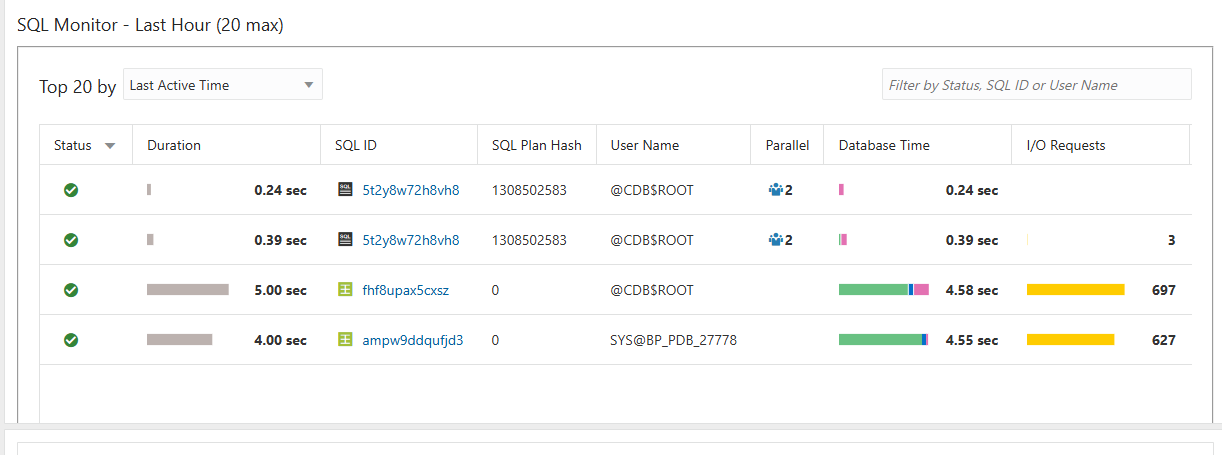 SQL Monitor - Last Hour (20 max)
Top 20 by Last Active Time Filter by Status, SQL ID or User Name
Status Duration SQL ID SQL Plan Hash User Name Parallel Database Time I/O Requests
0.24 sec SQL 5t2y8w72h8vh8 1308502583 @CDB$ROOT 2 0.24 sec
0.39 sec SQL 5t2y8w72h8vh8 1308502583 @CDB$ROOT 2 0.39 sec 3
5.00 sec fhf8upax5cxsz 0 @CDB$ROOT 4.58 sec 697
4.00 sec ampw9ddqufjd3 0 SYS@BP_PDB_27778 4.55 sec 627